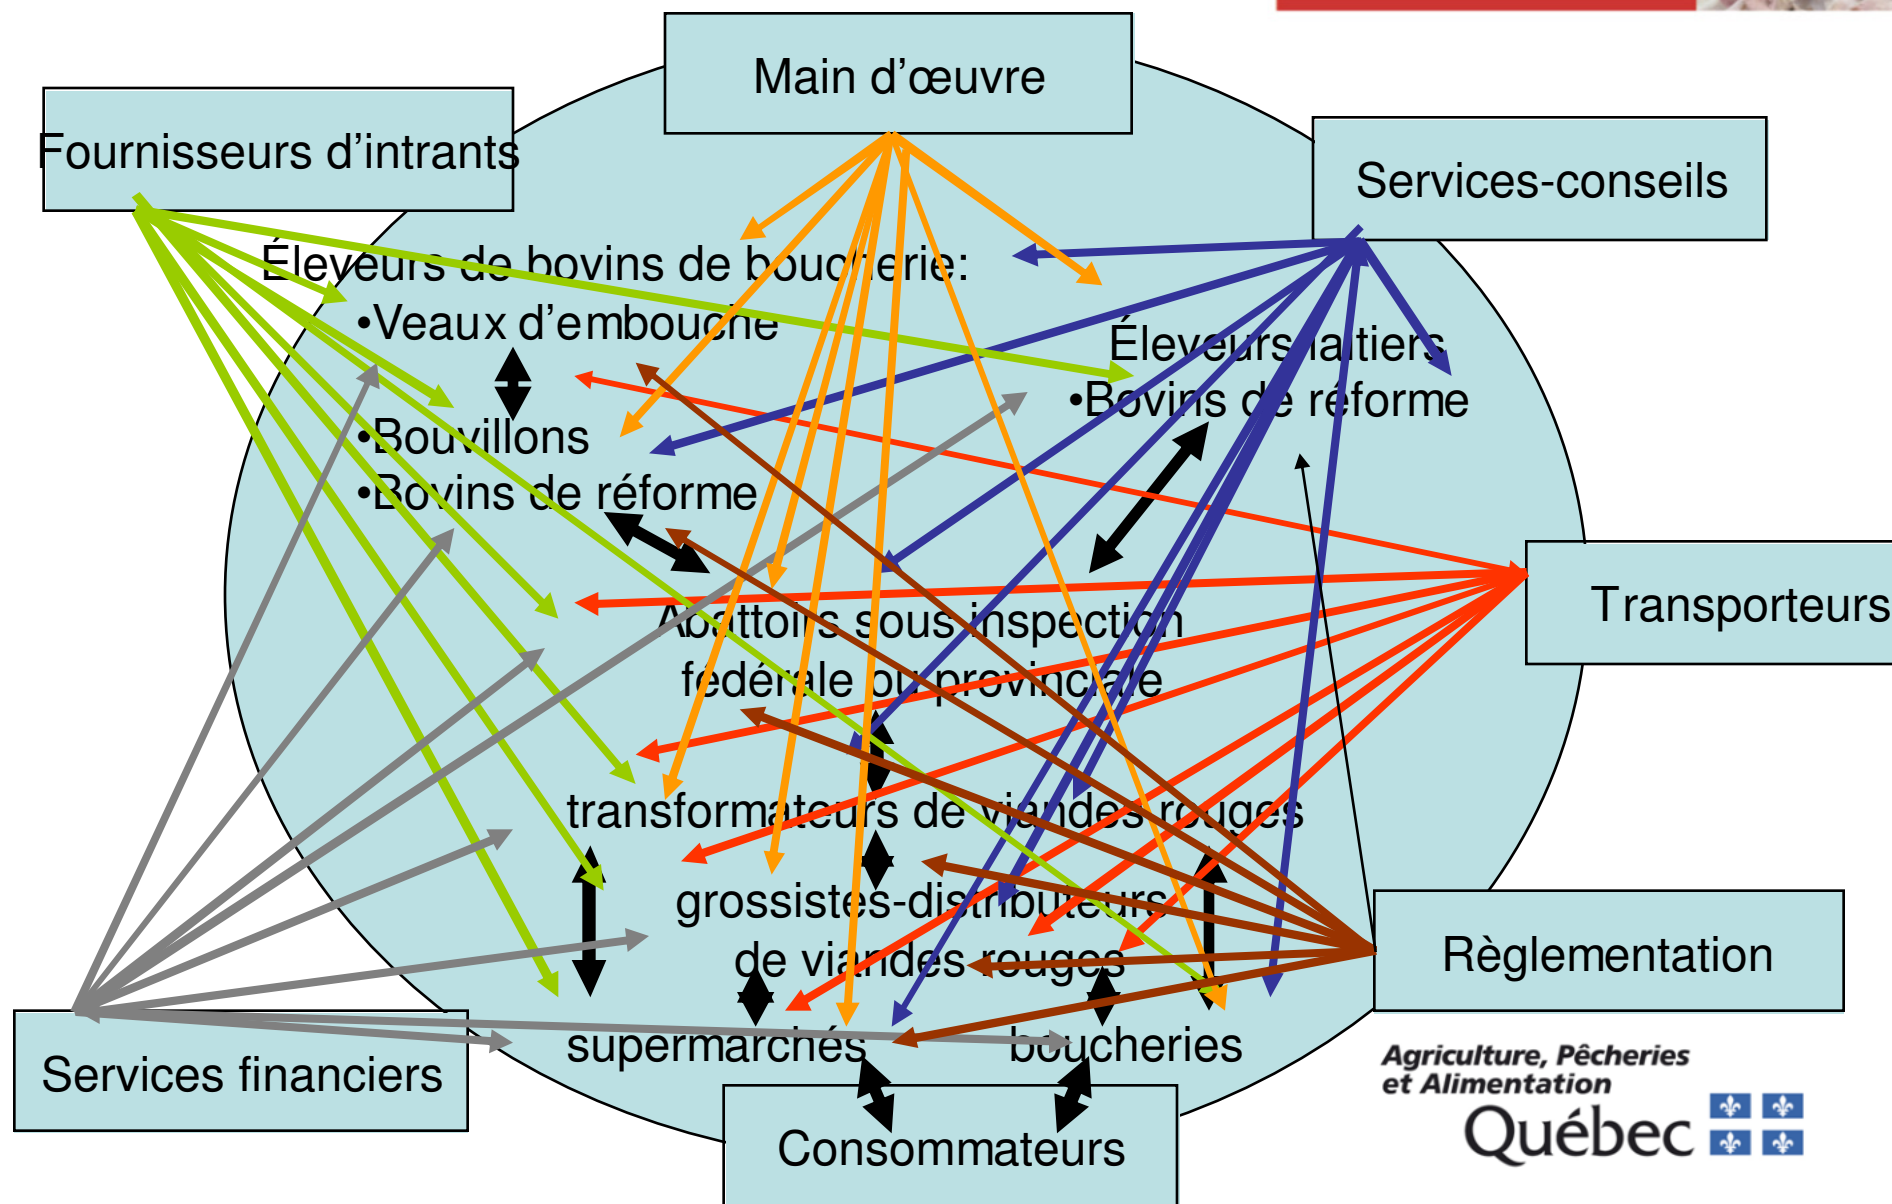 Main d’œuvre
Fournisseurs d’intrants
Services-conseils
Éleveurs de bovins de boucherie:
•Veaux d’embouche
Éleveurs laitiers
•Bovins de réforme
•Bouvillons
•Bovins de réforme
Transporteurs
Abattoirs sous inspection
fédérale ou provinciale
transformateurs de viandes rouges
grossistes-distributeurs
de viandes rouges
Règlementation
supermarchés
boucheries
Services financiers
Consommateurs
Agriculture, Pêcheries
et Alimentation
Québec